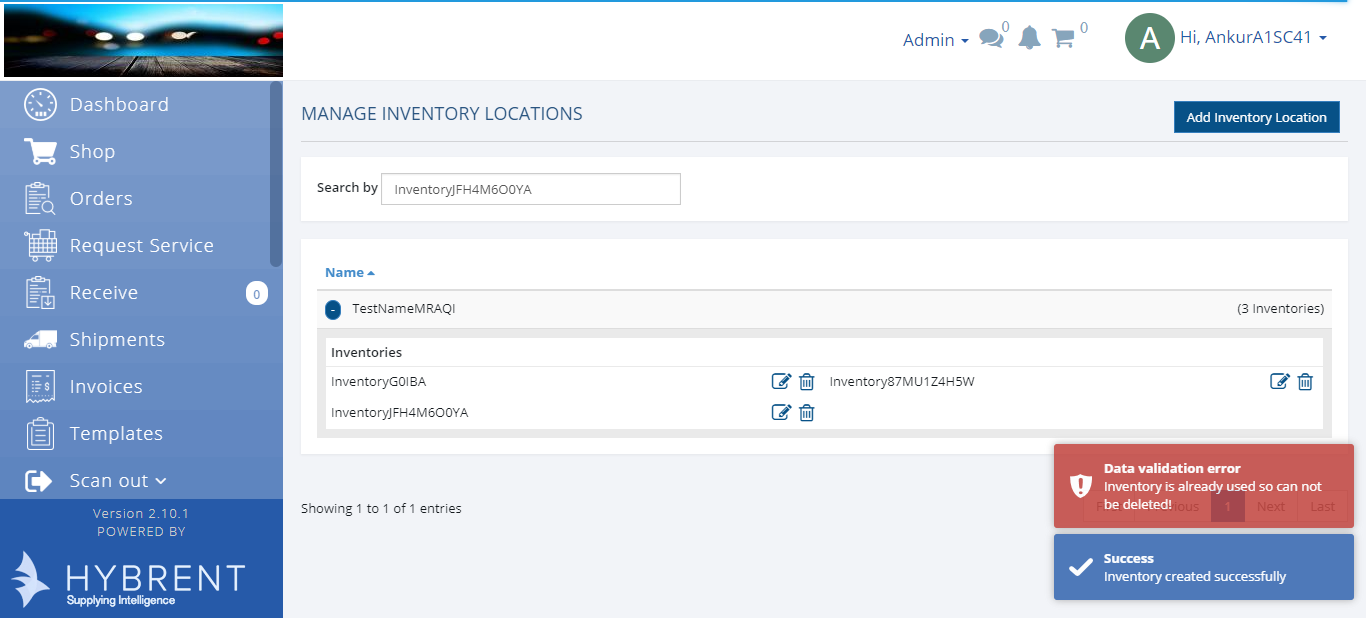 Admin
0
0
A
Hi, AnkurA1SC41
Dashboard
Shop
Orders
Request Service
Receive
0
Shipments
Invoices
Templates
Scan out
Version 2.10.1
POWERED BY
HYBRENT
Supplying Intelligence
MANAGE INVENTORY LOCATIONS
Add Inventory Location
Search by
InventoryJFH4M6O0YA
Name
-
TestNameMRAQI
(3 Inventories)
Inventories
InventoryG0IBA
Inventory87MU1Z4H5W
InventoryJFH4M6O0YA
Showing 1 to 1 of 1 entries
Data validation error
Inventory is already used so can not
be deleted!
1
Next
Last
Success
Inventory created successfully